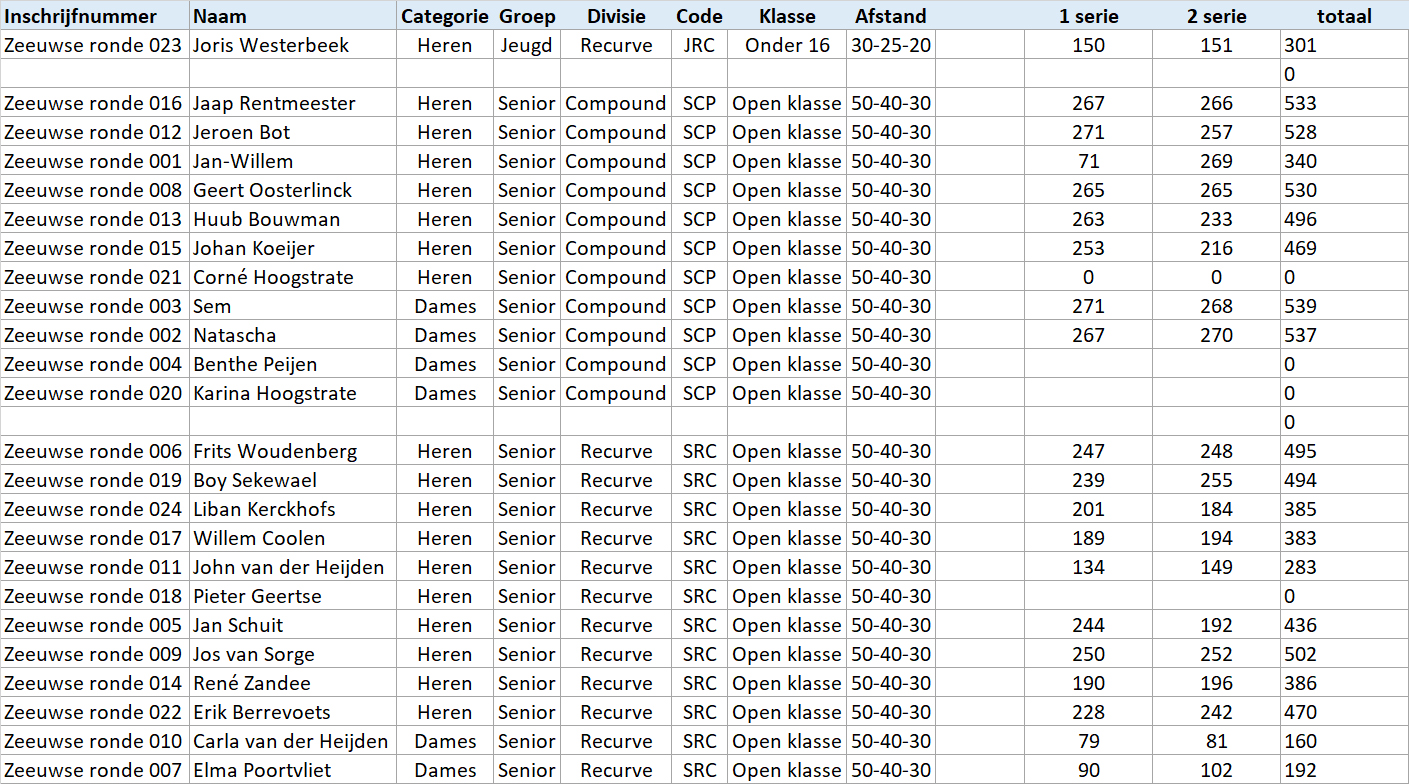 Inschrijfnummer Naam Categorie Groep Divisie Code Klasse Afstand 1 serie 2 serie totaal
Zeeuwse ronde 023 Joris Westerbeek Heren Jeugd Recurve JRC Onder 16 30-25-20 150 151 301
0
Zeeuwse ronde 016 Jaap Rentmeester Heren Senior Compound SCP Open klasse 50-40-30 267 266 533
Zeeuwse ronde 012 Jeroen Bot Heren Senior Compound SCP Open klasse 50-40-30 271 257 528
Zeeuwse ronde 001 Jan-Willem Heren Senior Compound SCP Open klasse 50-40-30 71 269 340
Zeeuwse ronde 008 Geert Oosterlinck Heren Senior Compound SCP Open klasse 50-40-30 265 265 530
Zeeuwse ronde 013 Huub Bouwman Heren Senior Compound SCP Open klasse 50-40-30 263 233 496
Zeeuwse ronde 015 Johan Koeijer Heren Senior Compound SCP Open klasse 50-40-30 253 216 469
Zeeuwse ronde 021 Corné Hoogstrate Heren Senior Compound SCP Open klasse 50-40-30 0 0 0
Zeeuwse ronde 003 Sem Dames Senior Compound SCP Open klasse 50-40-30 271 268 539
Zeeuwse ronde 002 Natascha Dames Senior Compound SCP Open klasse 50-40-30 267 270 537
Zeeuwse ronde 004 Benthe Peijen Dames Senior Compound SCP Open klasse 50-40-30 0
Zeeuwse ronde 020 Karina Hoogstrate Dames Senior Compound SCP Open klasse 50-40-30 0
0
Zeeuwse ronde 006 Frits Woudenberg Heren Senior Recurve SRC Open klasse 50-40-30 247 248 495
Zeeuwse ronde 019 Boy Sekewael Heren Senior Recurve SRC Open klasse 50-40-30 239 255 494
Zeeuwse ronde 024 Liban Kerckhofs Heren Senior Recurve SRC Open klasse 50-40-30 201 184 385
Zeeuwse ronde 017 Willem Coolen Heren Senior Recurve SRC Open klasse 50-40-30 189 194 383
Zeeuwse ronde 011 John van der Heijden Heren Senior Recurve SRC Open klasse 50-40-30 134 149 283
Zeeuwse ronde 018 Pieter Geertse Heren Senior Recurve SRC Open klasse 50-40-30 0
Zeeuwse ronde 005 Jan Schuit Heren Senior Recurve SRC Open klasse 50-40-30 244 192 436
Zeeuwse ronde 009 Jos van Sorge Heren Senior Recurve SRC Open klasse 50-40-30 250 252 502
Zeeuwse ronde 014 René Zandee Heren Senior Recurve SRC Open klasse 50-40-30 190 196 386
Zeeuwse ronde 022 Erik Berrevoets Heren Senior Recurve SRC Open klasse 50-40-30 228 242 470
Zeeuwse ronde 010 Carla van der Heijden Dames Senior Recurve SRC Open klasse 50-40-30 79 81 160
Zeeuwse ronde 007 Elma Poortvliet Dames Senior Recurve SRC Open klasse 50-40-30 90 102 192